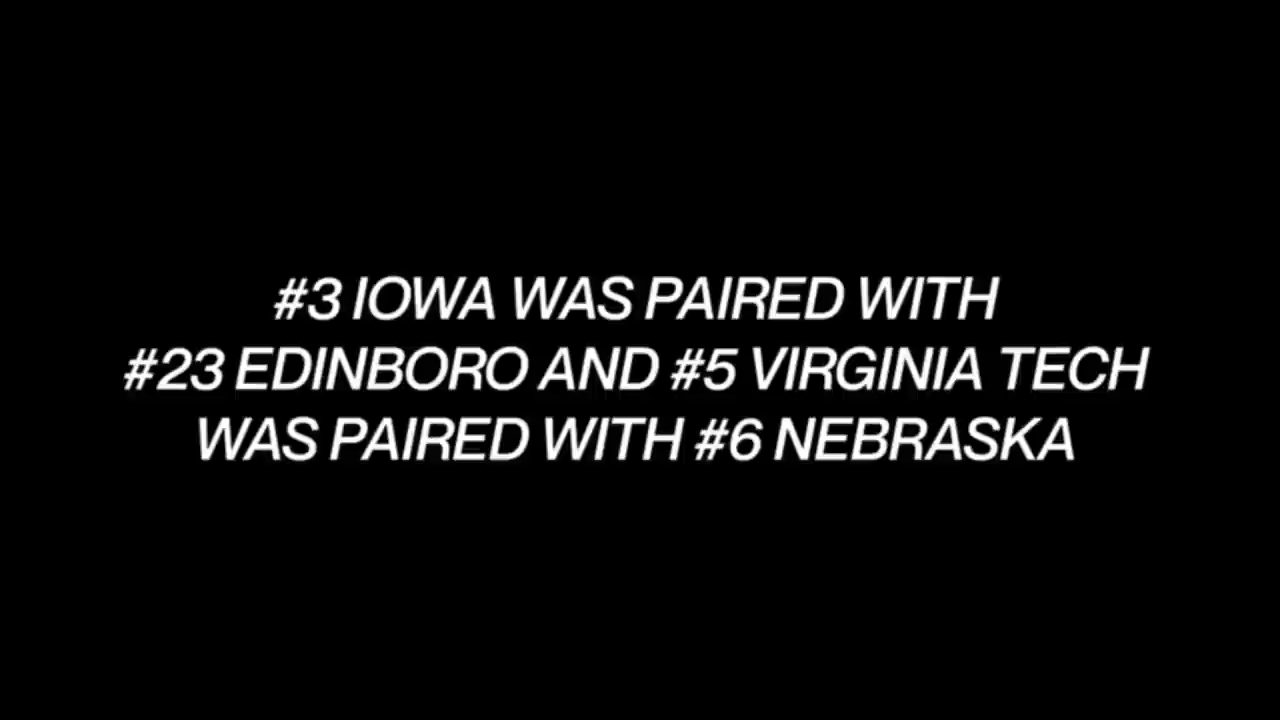 #3 IOWA WAS PAIRED WITH
#23 EDINBORO AND #5 VIRGINIA TECH
WAS PAIRED WITH #6 NEBRASKA